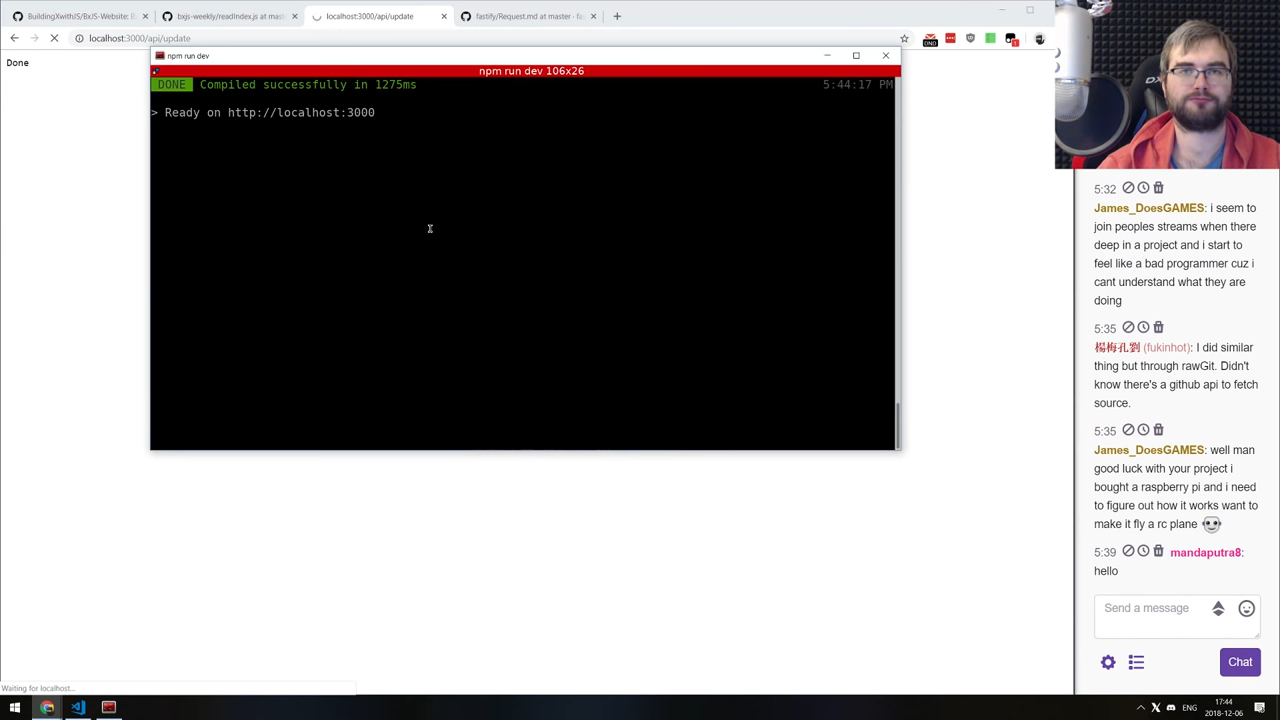 BuildingXwithJS/BxJS-Website: B
bxjs-weekly/readIndex.js at maste
localhost:3000/api/update
fastify/Request.md at master · fa
localhost:3000/api/update
Done
npm run dev
npm run dev 106x26
DONE Compiled successfully in 1275ms 5:44:17 PM
> Ready on http://localhost:3000
5:32
James_DoesGAMES: i seem to
join peoples streams when there
deep in a project and i start to
feel like a bad programmer cuz i
cant understand what they are
doing
5:35
楊梅孔劉 (fukinhot): I did similar
thing but through rawGit. Didn't
know there's a github api to fetch
source.
5:35
James_DoesGAMES: well man
good luck with your project i
bought a raspberry pi and i need
to figure out how it works want to
make it fly a rc plane
5:39 mandaputra8:
hello
Send a message
Chat
Waiting for localhost...
ENG
17:44
2018-12-06